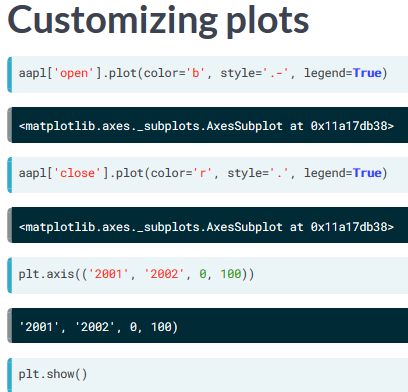 Customizing plots
aapl['open'].plot(color='b', style='.-', legend=True)
<matplotlib.axes._subplots.AxesSubplot at 0x11a17db38>
aapl['close'].plot(color='r', style='.', legend=True)
<matplotlib.axes._subplots.AxesSubplot at 0x11a17db38>
plt.axis(('2001', '2002', 0, 100))
'2001', '2002', 0, 100)
plt.show()